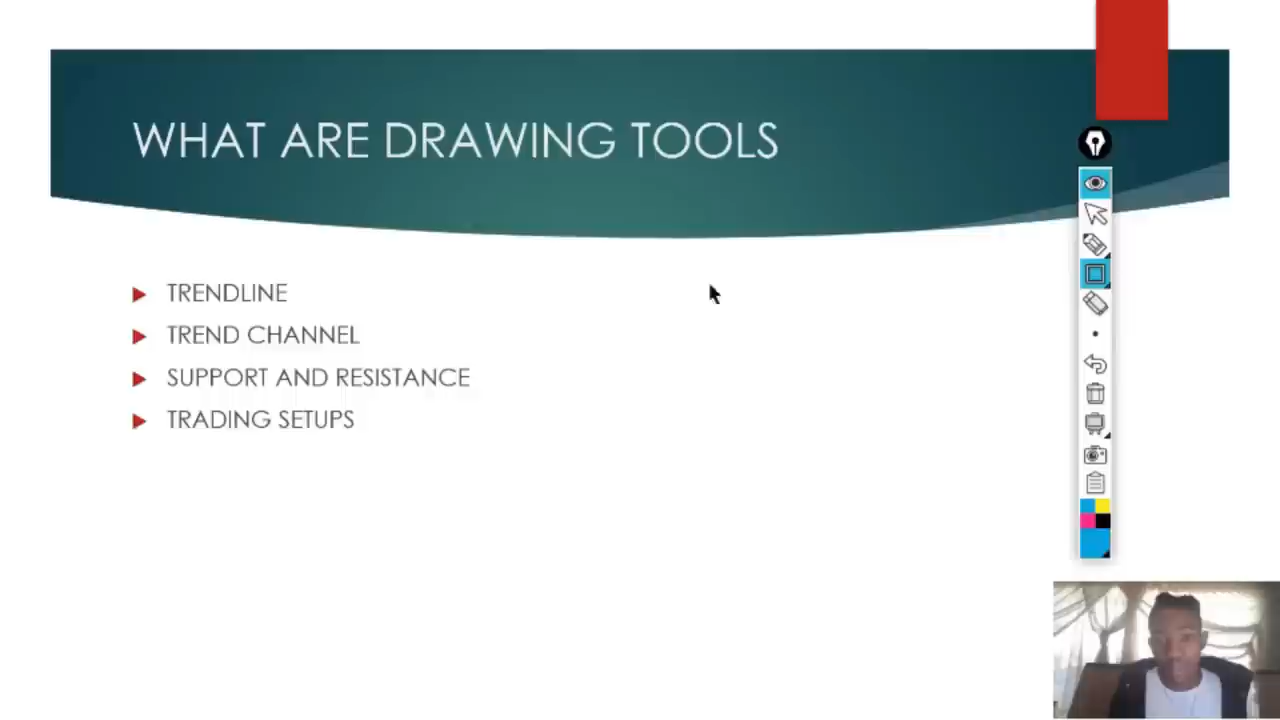 WHAT ARE DRAWING TOOLS
TRENDLINE
TREND CHANNEL
SUPPORT AND RESISTANCE
TRADING SETUPS